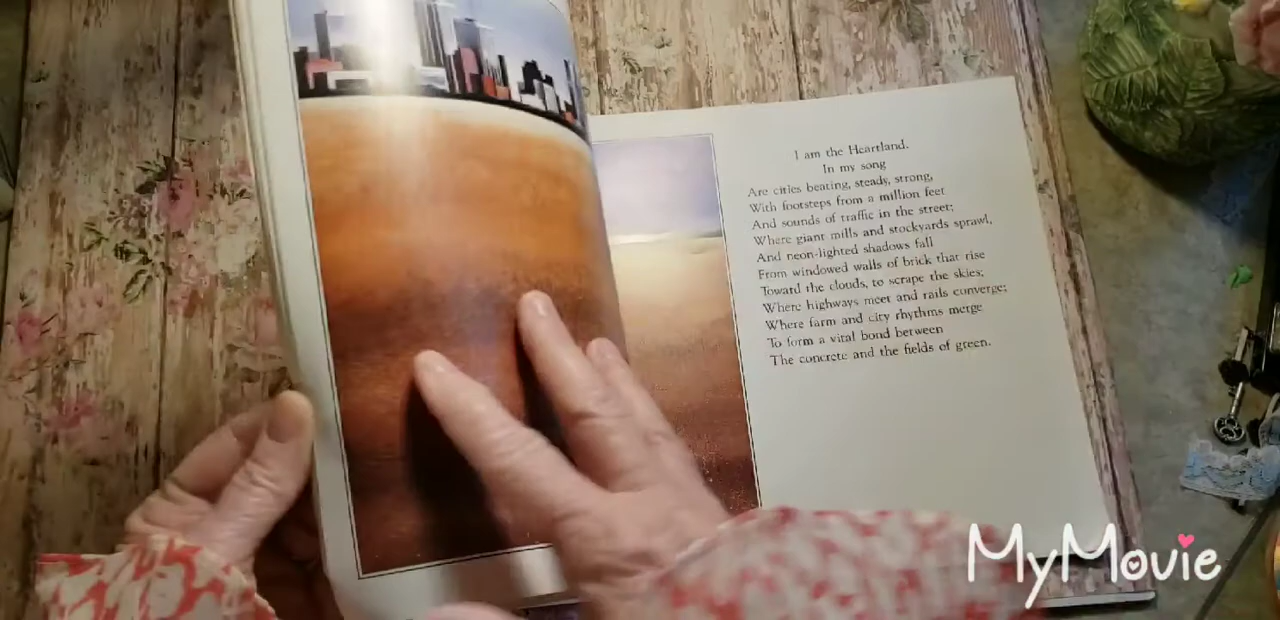 I am the Heartland.
In my song
Are cities beating, steady, strong,
With footsteps from a million feet
And sounds of traffic in the street;
Where giant mills and stockyards sprawl,
And neon-lighted shadows fall
From windowed walls of brick that rise
Toward the clouds, to scrape the skies;
Where highways meet and rails converge;
Where farm and city rhythms merge
To form a vital bond between
The concrete and the fields of green.
MyMovie